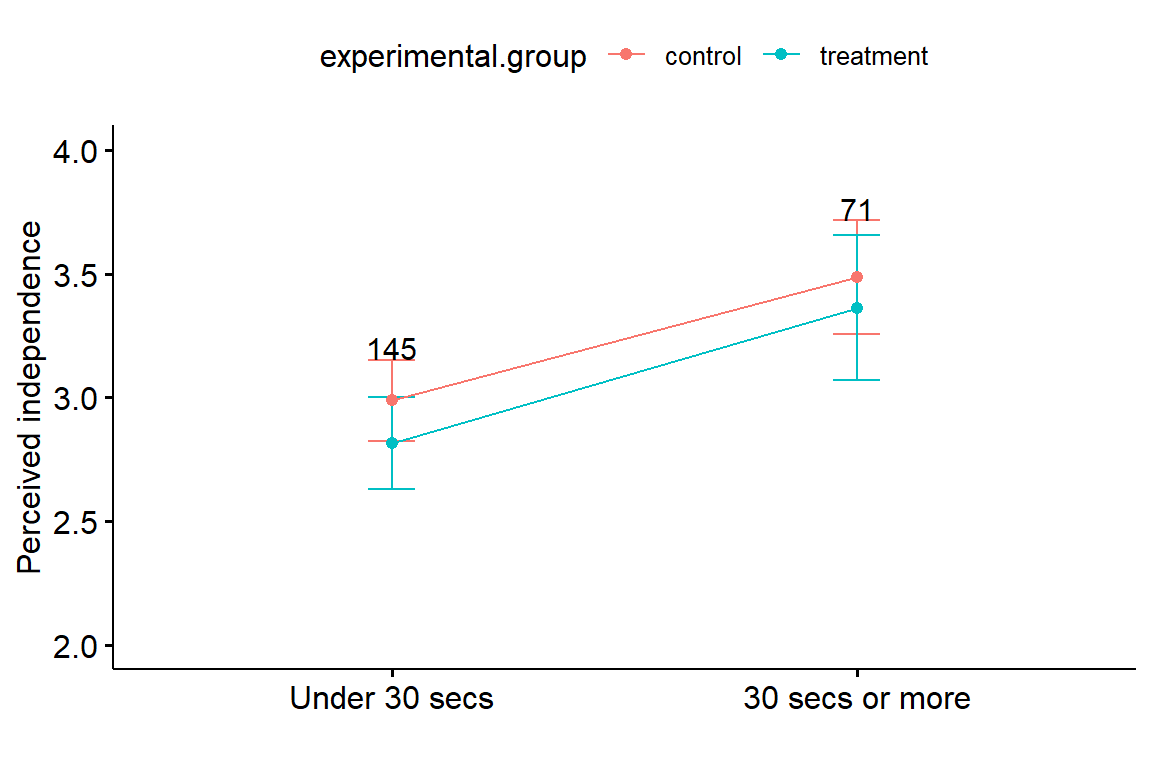 experimental.group control treatment
Perceived independence
4.0
3.5
3.0
2.5
2.0
71
145
Under 30 secs 30 secs or more